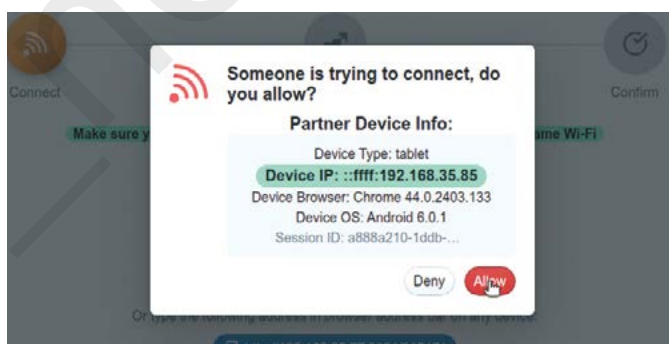 Someone is trying to connect, do
you allow?
Connect
Confirm
Partner Device Info:
Make sure y
ame Wi-Fi
Device Type: tablet
Device IP: ::ffff:192.168.35.85
Device Browser: Chrome 44.0.2403.133
Device OS: Android 6.0.1
Session ID: a888a210-1ddb-...
Deny
Allow
Or type the following address in browser address bar on any device: